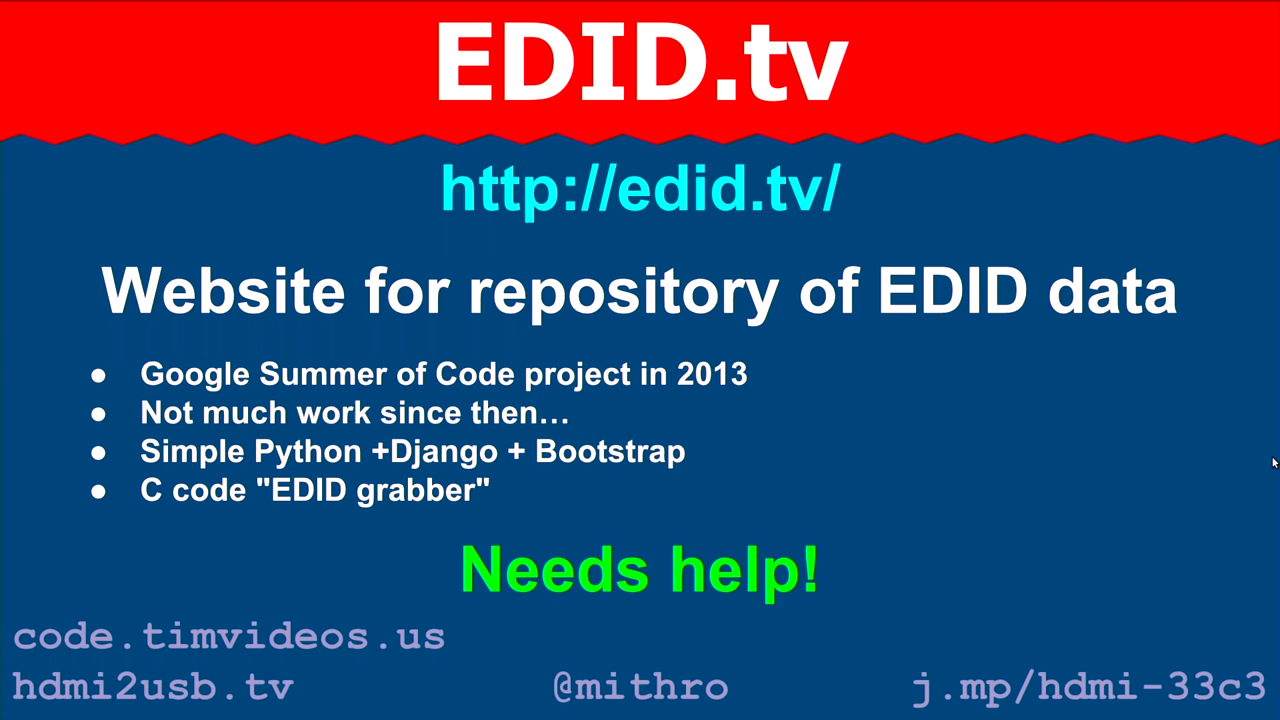 EDID.tv
http://edid.tv/
Website for repository of EDID data
● Google Summer of Code project in 2013
● Not much work since then…
● Simple Python +Django + Bootstrap
● C code "EDID grabber"
Needs help!
code.timvideos.us
hdmi2usb.tv @mithro j.mp/hdmi-33c3